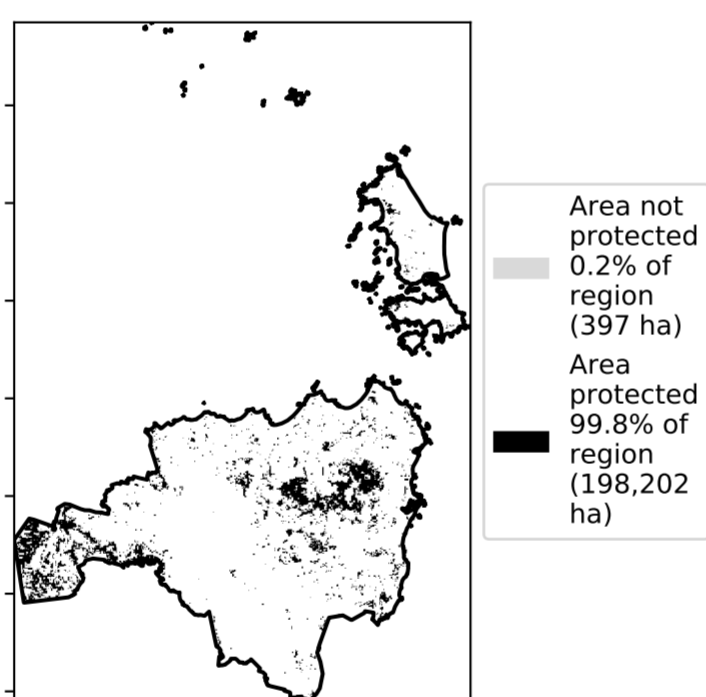 Area not
protected
0.2% of
region
(397 ha)
Area
protected
99.8% of
region
(198,202
ha)